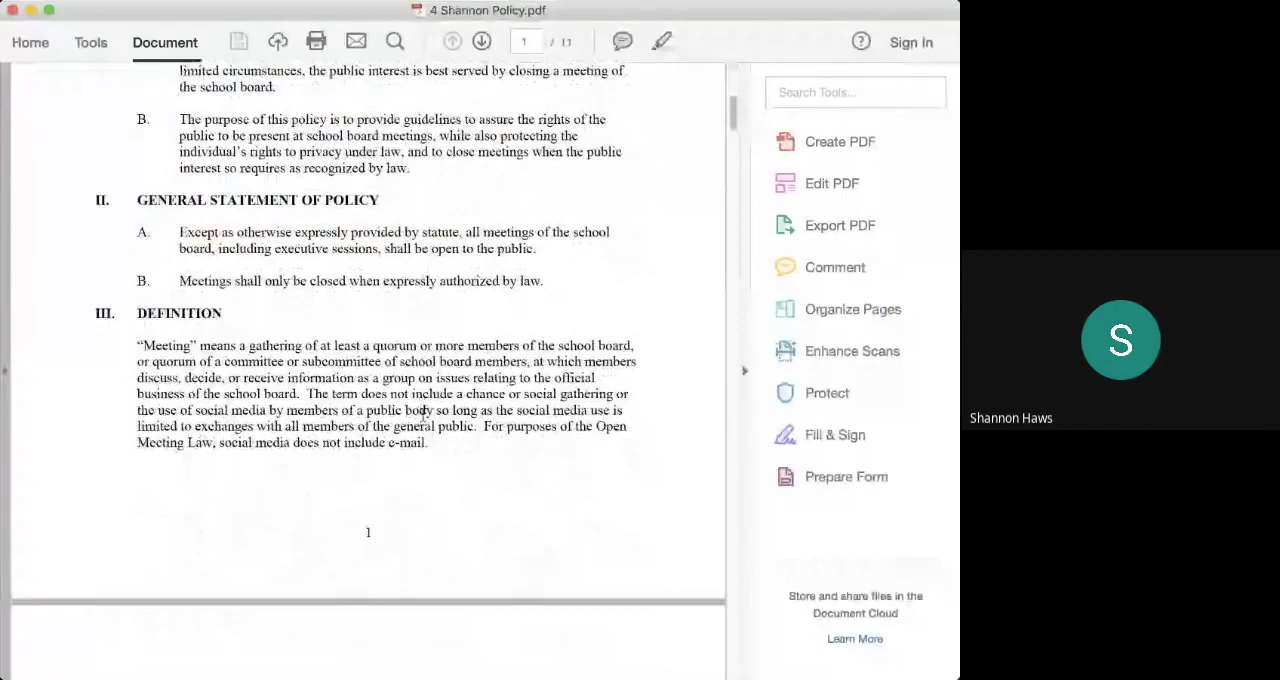 4 Shannon Policy.pdf
Home Tools Document 1 / 11 Sign In
limited circumstances, the public interest is best served by closing a meeting of
the school board.
B. The purpose of this policy is to provide guidelines to assure the rights of the
public to be present at school board meetings, while also protecting the
individual's rights to privacy under law, and to close meetings when the public
interest so requires as recognized by law.
II. GENERAL STATEMENT OF POLICY
A. Except as otherwise expressly provided by statute, all meetings of the school
board, including executive sessions, shall be open to the public.
B. Meetings shall only be closed when expressly authorized by law.
III. DEFINITION
“Meeting” means a gathering of at least a quorum or more members of the school board,
or quorum of a committee or subcommittee of school board members, at which members
discuss, decide, or receive information as a group on issues relating to the official
business of the school board. The term does not include a chance or social gathering or
the use of social media by members of a public body so long as the social media use is
limited to exchanges with all members of the general public. For purposes of the Open
Meeting Law, social media does not include e-mail.
1
Search Tools...
Create PDF
Edit PDF
Export PDF
Comment
Organize Pages
Enhance Scans
Protect
Fill & Sign
Prepare Form
Store and share files in the
Document Cloud
Learn More
S
Shannon Haws